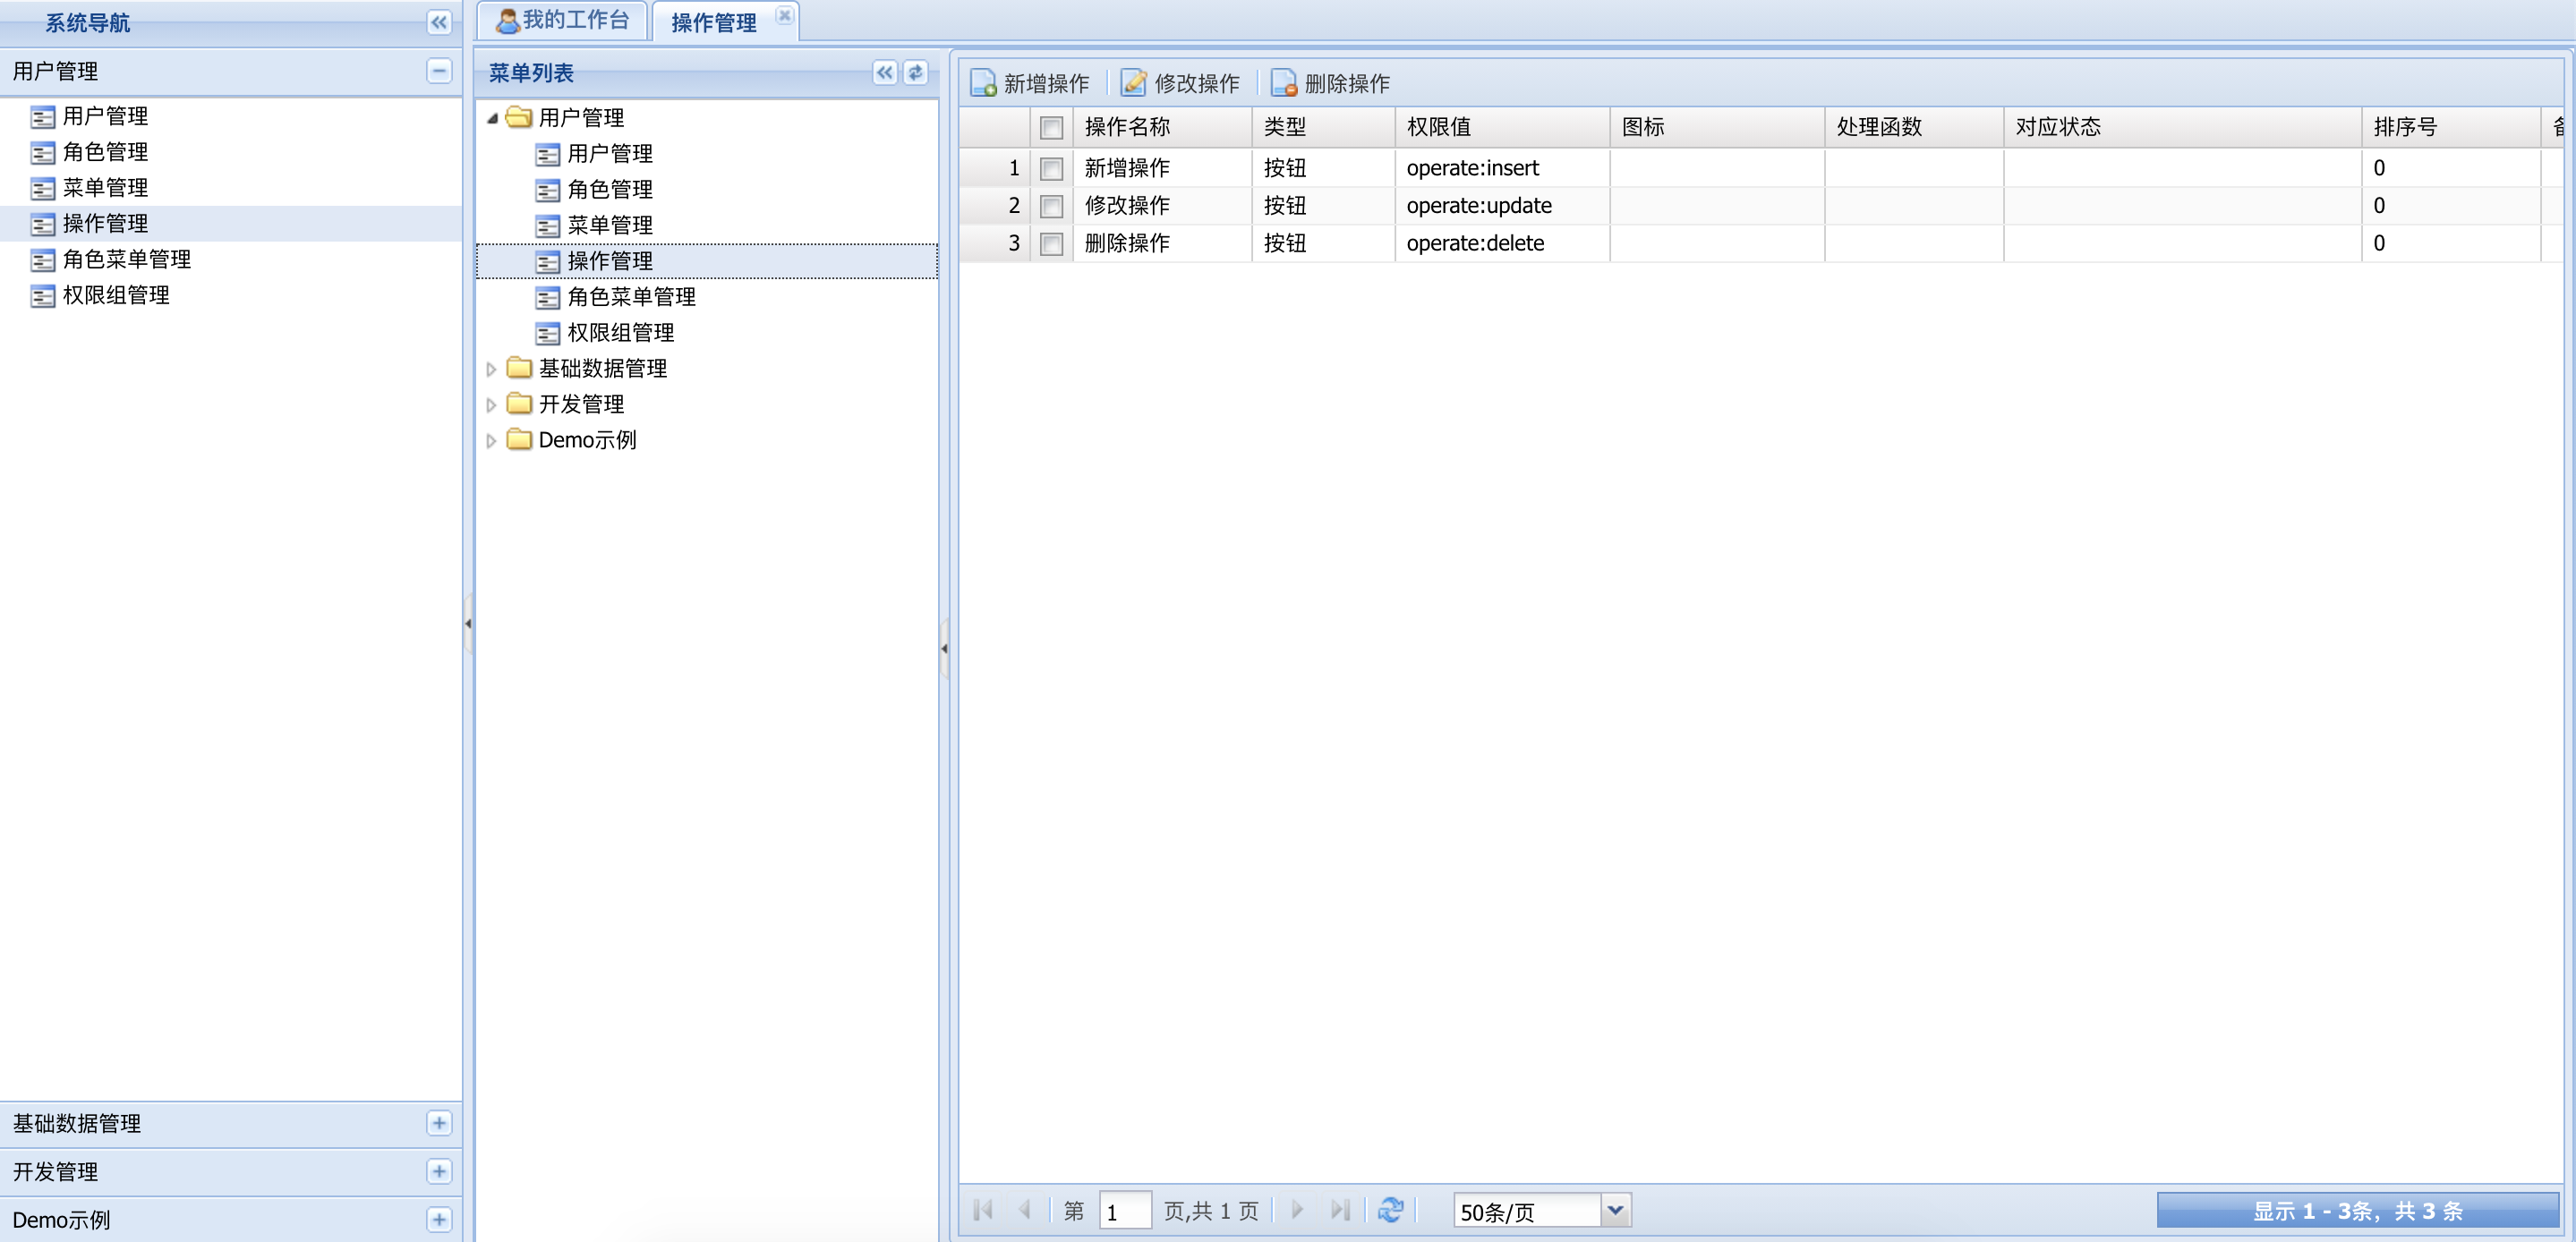 系统导航
用户管理
用户管理
角色管理
菜单管理
操作管理
角色菜单管理
权限组管理
基础数据管理
开发管理
Demo示例
我的工作台
操作管理
菜单列表
用户管理
用户管理
角色管理
菜单管理
操作管理
角色菜单管理
权限组管理
基础数据管理
开发管理
Demo示例
新增操作 修改操作 删除操作
操作名称 类型 权限值 图标 处理函数 对应状态 排序号
1 新增操作 按钮 operate:insert 0
2 修改操作 按钮 operate:update 0
3 删除操作 按钮 operate:delete 0
第 1 页,共 1 页 50条/页 显示 1 - 3条，共 3 条